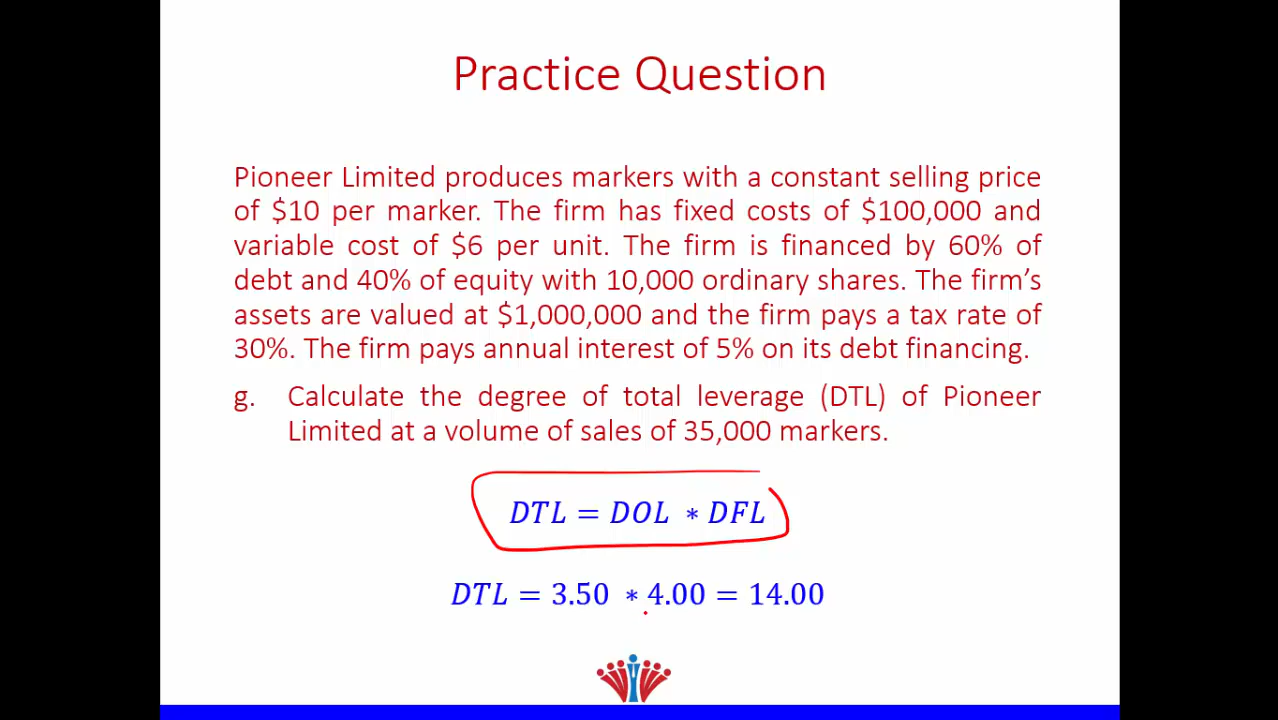 Practice Question
Pioneer Limited produces markers with a constant selling price
of $10 per marker. The firm has fixed costs of $100,000 and
variable cost of $6 per unit. The firm is financed by 60% of
debt and 40% of equity with 10,000 ordinary shares. The firm’s
assets are valued at $1,000,000 and the firm pays a tax rate of
30%. The firm pays annual interest of 5% on its debt financing.
g. Calculate the degree of total leverage (DTL) of Pioneer
Limited at a volume of sales of 35,000 markers.
DTL = DOL ∗ DFL
DTL = 3.50 ∗ 4.00 = 14.00